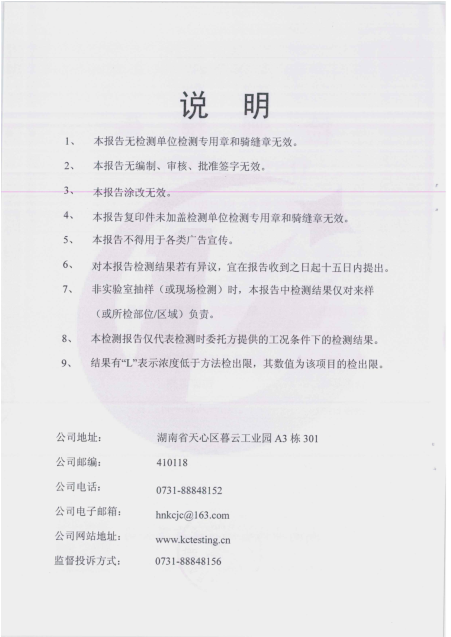 说 明
1、 本报告无检测单位检测专用章和骑缝章无效。
2、 本报告无编制、审核、批准签字无效。
3、 本报告涂改无效。
4、 本报告复印件未加盖检测单位检测专用章和骑缝章无效。
5、 本报告不得用于各类广告宣传。
6、 对本报告检测结果若有异议，宜在报告收到之日起十五日内提出。
7、 非实验室抽样（或现场检测）时，本报告中检测结果仅对来样
（或所检部位/区域）负责。
8、 本检测报告仅代表检测时委托方提供的工况条件下的检测结果。
9、 结果有“L”表示浓度低于方法检出限，其数值为该项目的检出限。
公司地址： 湖南省天心区暮云工业园 A3 栋 301
公司邮编： 410118
公司电话： 0731-88848152
公司电子邮箱： hnkcjc@163.com
公司网站地址： www.kctesting.cn
监督投诉方式： 0731-88848156